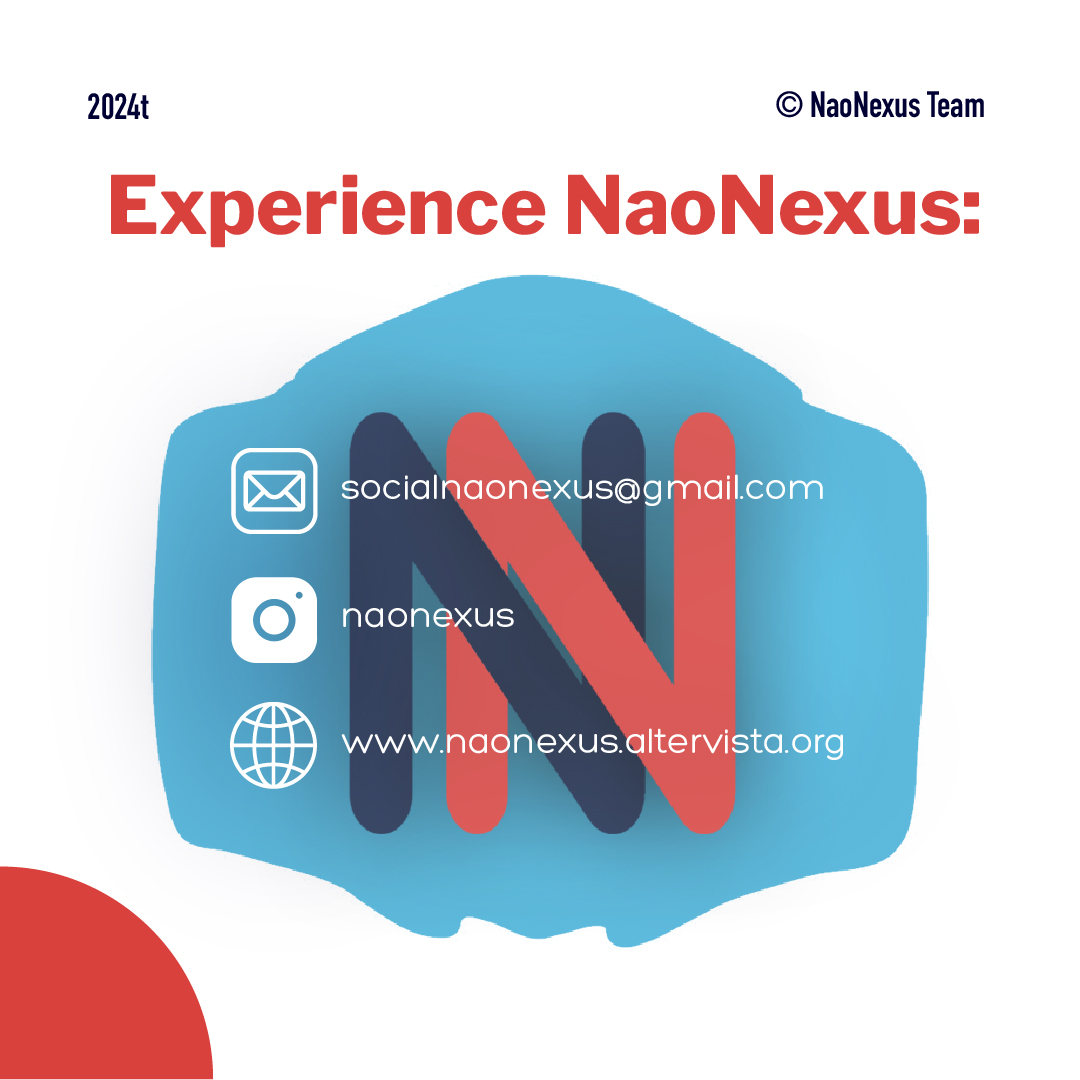 2024t
© NaoNexus Team
Experience NaoNexus:
socialnaonexus@gmail.com
naonexus
www.naonexus.altervista.org